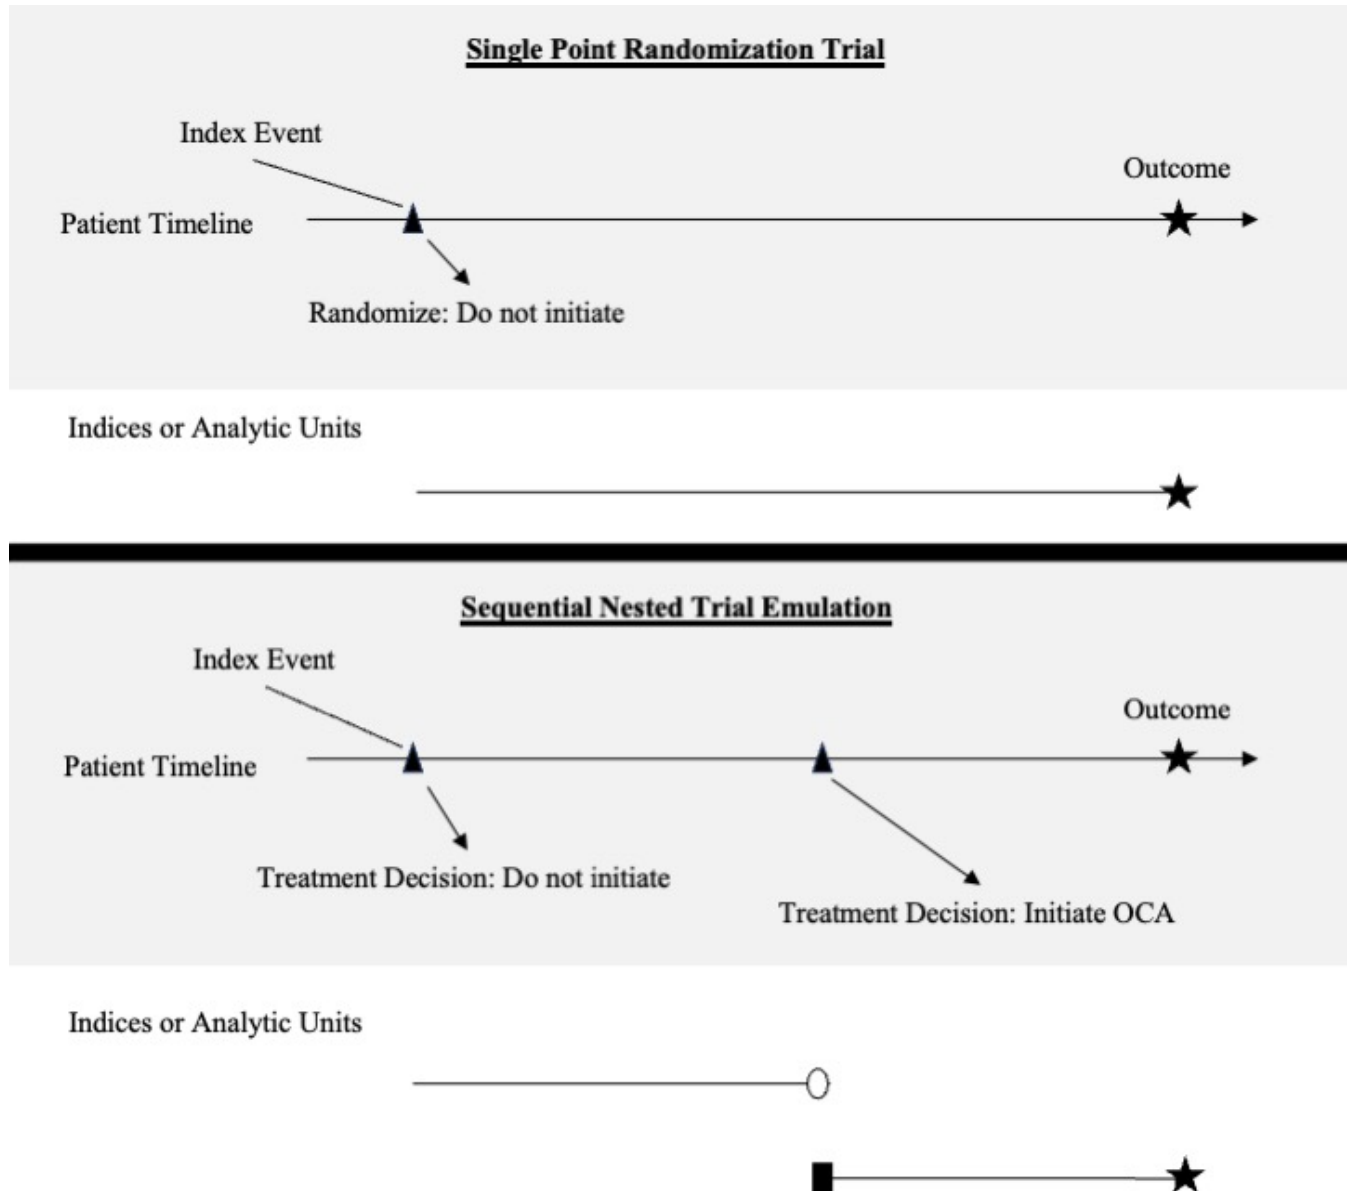 Single Point Randomization Trial
Index Event
Outcome
Patient Timeline
Randomize: Do not initiate
Indices or Analytic Units
Sequential Nested Trial Emulation
Index Event
Outcome
Patient Timeline
Treatment Decision: Do not initiate
Treatment Decision: Initiate OCA
Indices or Analytic Units